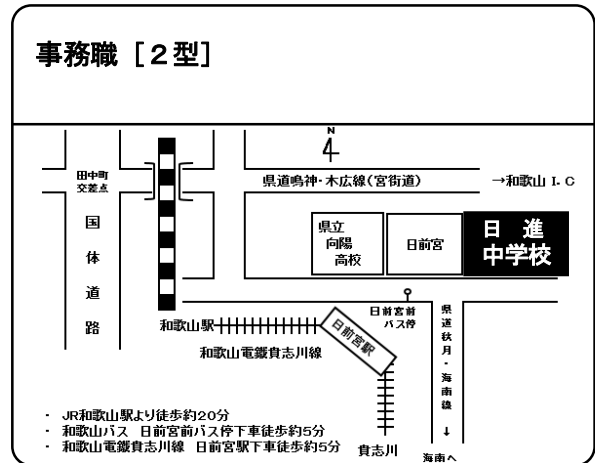 事務職 ［２型］
N
田中町
交差点
県道鳴神・木広線（宮街道）
→和歌山 I. C
国体道路
県立
向陽
高校
日前宮
日 進
中学校
日前宮前
バス停
和歌山駅
日前宮駅
和歌山電鐵貴志川線
県道秋月・海南線
↓
海南へ
貴志川
・ JR和歌山駅より徒歩約20分
・ 和歌山バス 日前宮前バス停下車徒歩約5分
・ 和歌山電鐵貴志川線 日前宮駅下車徒歩約5分